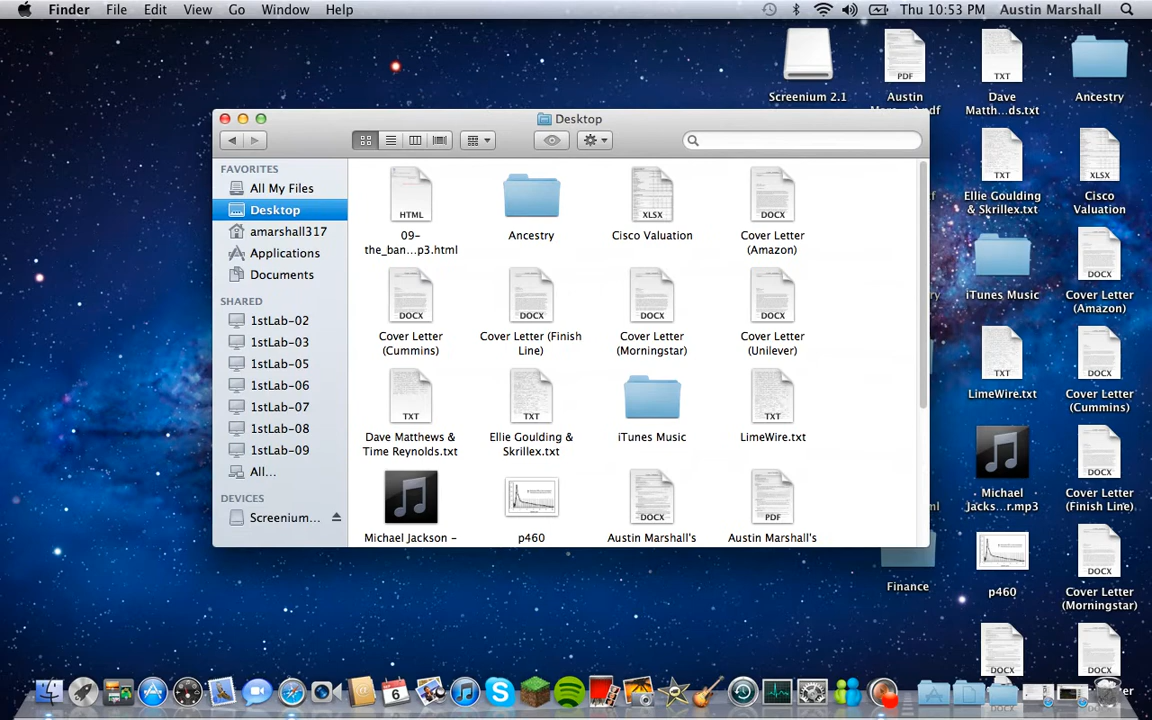 Finder File Edit View Go Window Help Thu 10:53 PM Austin Marshall
Desktop
FAVORITES
All My Files
Desktop
amarshall317
Applications
Documents
SHARED
1stLab-02
1stLab-03
1stLab-05
1stLab-06
1stLab-07
1stLab-08
1stLab-09
All...
DEVICES
Screenium...
HTML
XLSX
DOCX
09-
the_ban...p3.html
Ancestry
Cisco Valuation
Cover Letter
(Amazon)
DOCX
DOCX
DOCX
DOCX
Cover Letter
(Cummins)
Cover Letter (Finish
Line)
Cover Letter
(Morningstar)
Cover Letter
(Unilever)
TXT
TXT
TXT
Dave Matthews &
Time Reynolds.txt
Ellie Goulding &
Skrillex.txt
iTunes Music
LimeWire.txt
DOCX
PDF
Michael Jackson -
p460
Austin Marshall's
Austin Marshall's
Screenium 2.1
PDF
Austin
Finance
TXT
Dave
Matth...ds.txt
TXT
Ellie Goulding
& Skrillex.txt
iTunes Music
TXT
LimeWire.txt
Michael
Jacks...r.mp3
p460
DOCX
Ancestry
XLSX
Cisco
Valuation
DOCX
Cover Letter
(Amazon)
DOCX
Cover Letter
(Cummins)
DOCX
Cover Letter
(Finish Line)
DOCX
Cover Letter
(Morningstar)
DOCX
6